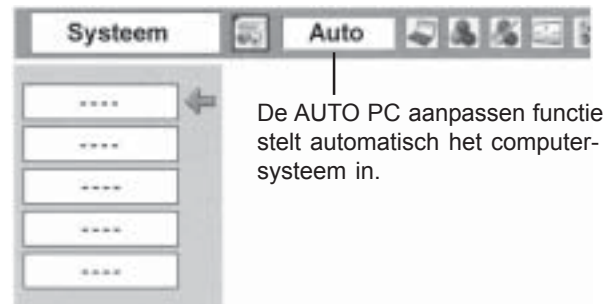 Systeem
Auto
De AUTO PC aanpassen functie
stelt automatisch het computer-
systeem in.
----
----
----
----
----